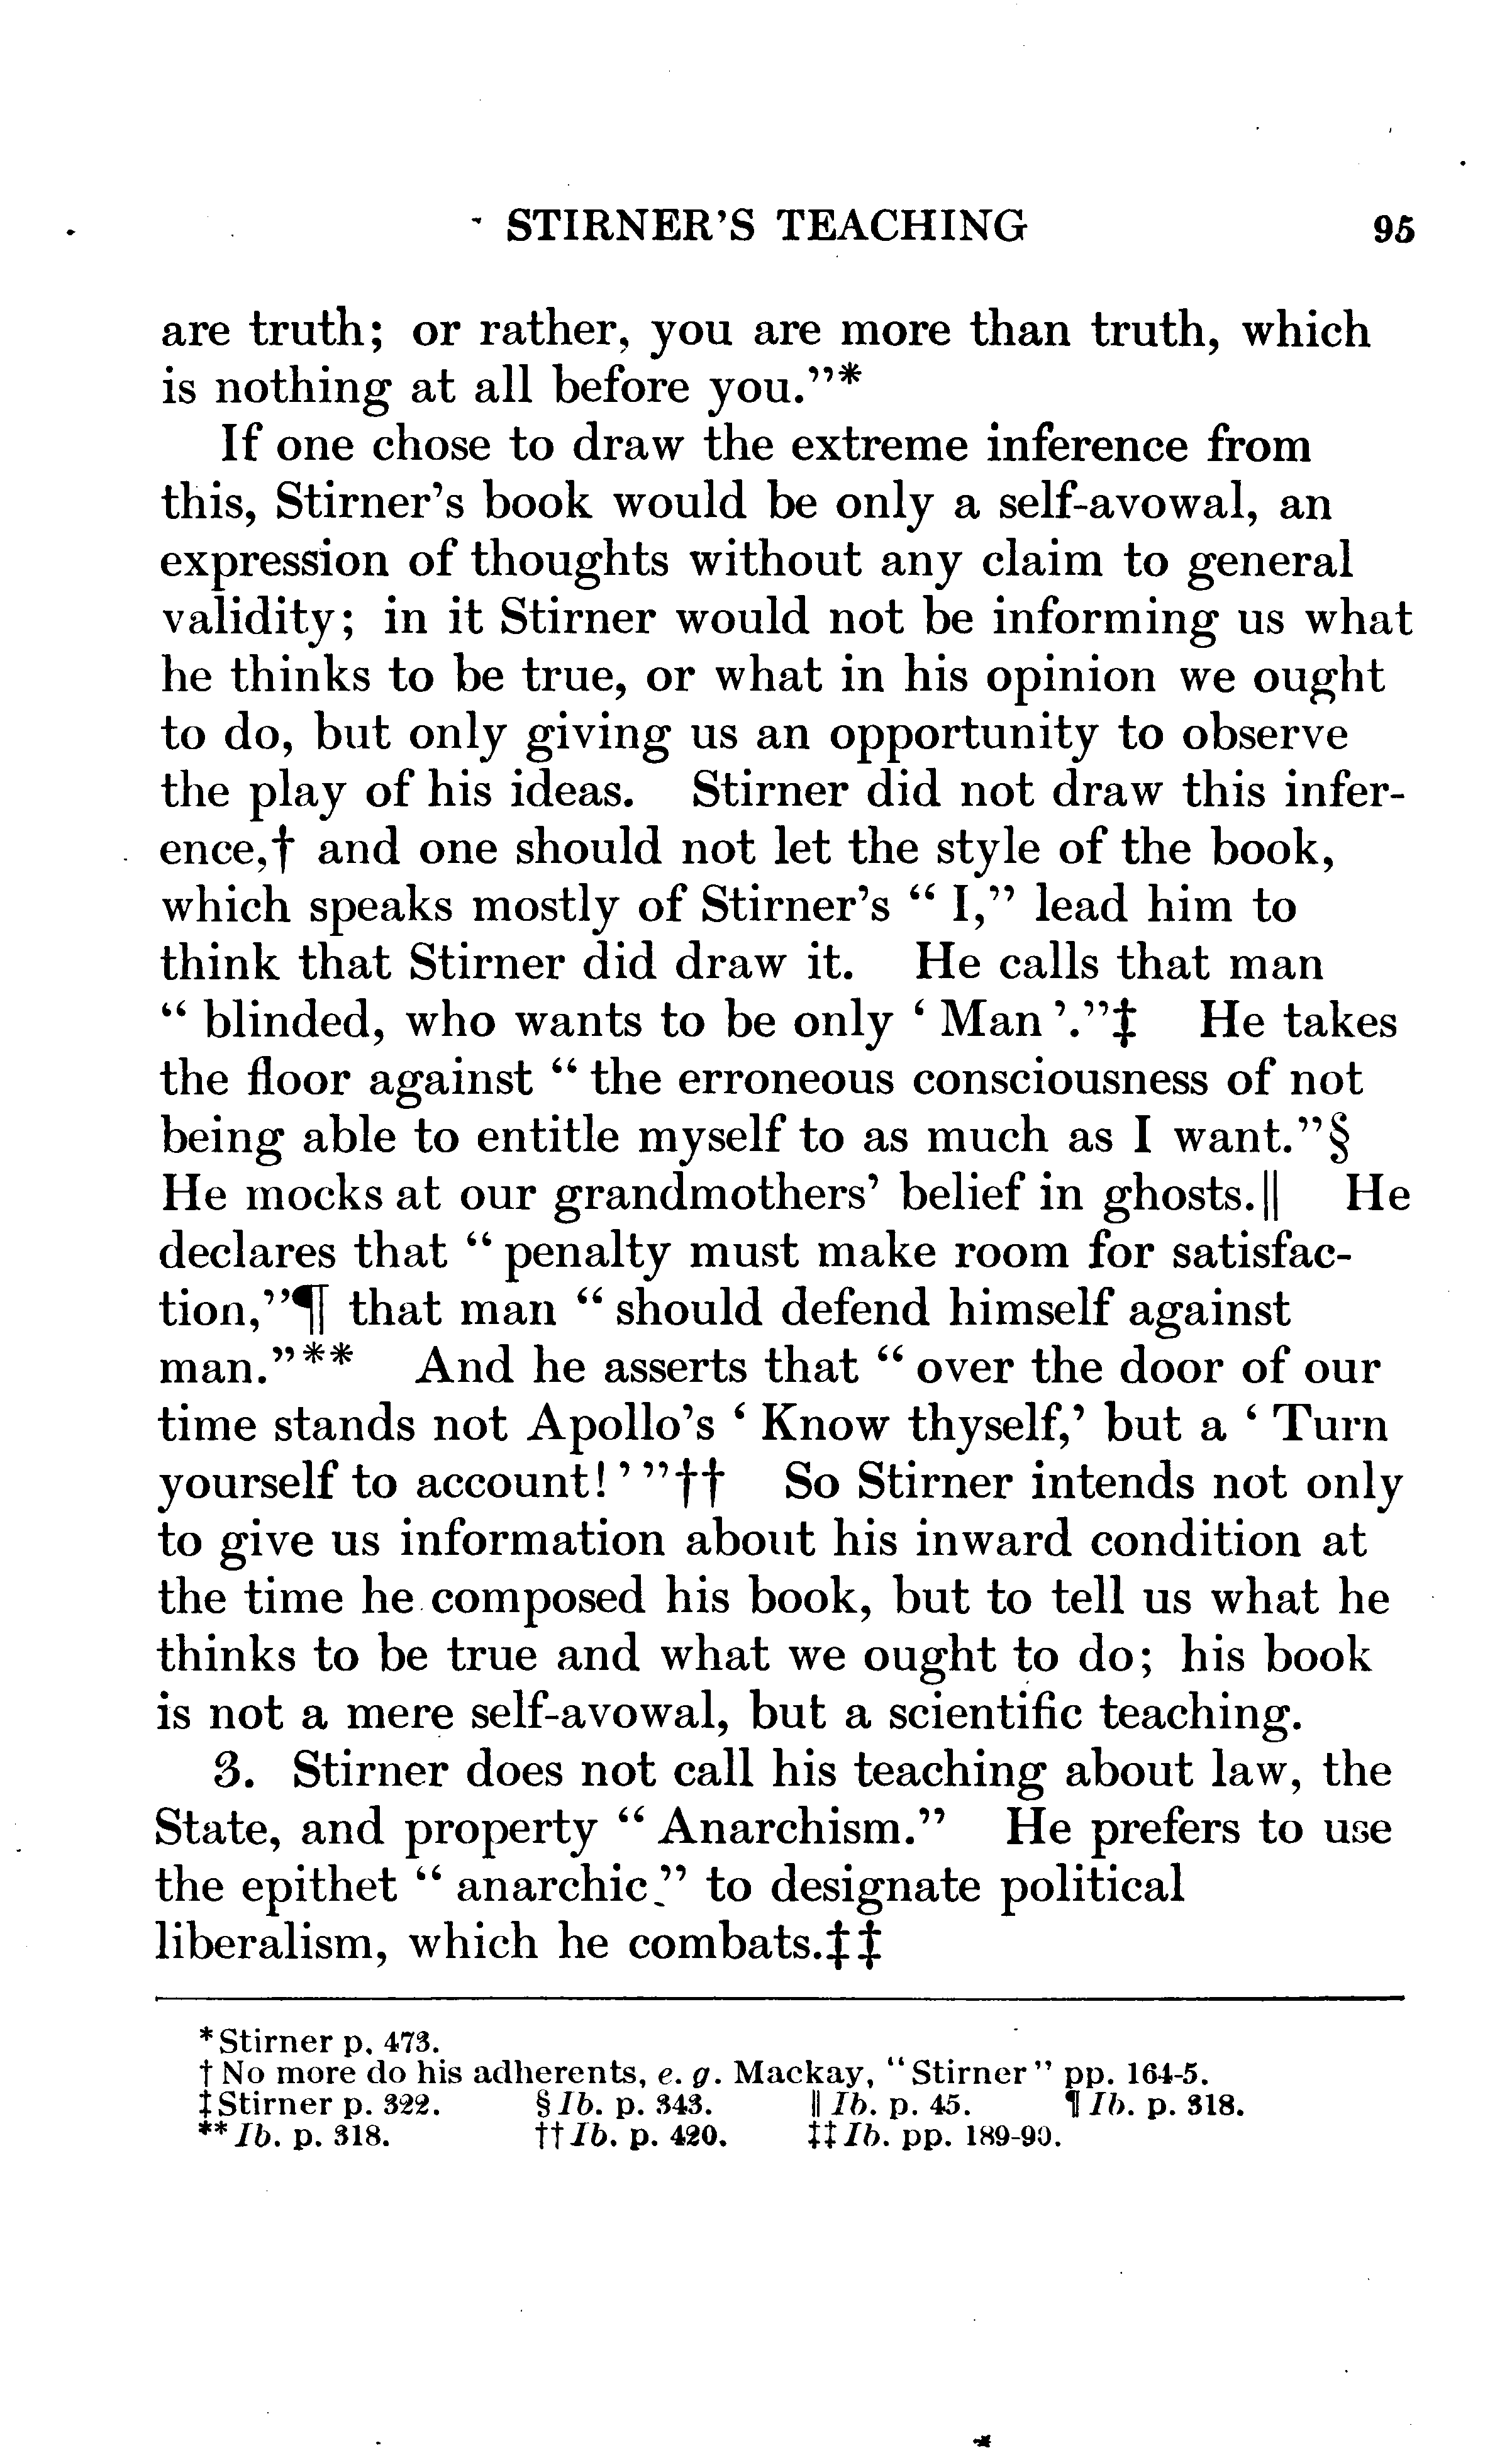 STIRNER'S TEACHING 95
are truth; or rather, you are more than truth, which
is nothing at all before you."*
If one chose to draw the extreme inference from
this, Stirner's book would be only a self-avowal, an
expression of thoughts without any claim to general
validity; in it Stirner would not be informing us what
he thinks to be true, or what in his opinion we ought
to do, but only giving us an opportunity to observe
the play of his ideas. Stirner did not draw this infer-
ence,† and one should not let the style of the book,
which speaks mostly of Stirner's " I," lead him to
think that Stirner did draw it. He calls that man
" blinded, who wants to be only ' Man '."‡ He takes
the floor against " the erroneous consciousness of not
being able to entitle myself to as much as I want."§
He mocks at our grandmothers' belief in ghosts.|| He
declares that " penalty must make room for satisfac-
tion,"¶ that man " should defend himself against
man."** And he asserts that " over the door of our
time stands not Apollo's ' Know thyself,' but a ' Turn
yourself to account! ' "†† So Stirner intends not only
to give us information about his inward condition at
the time he composed his book, but to tell us what he
thinks to be true and what we ought to do; his book
is not a mere self-avowal, but a scientific teaching.
3. Stirner does not call his teaching about law, the
State, and property " Anarchism." He prefers to use
the epithet " anarchic " to designate political
liberalism, which he combats.‡‡
* Stirner p. 473.
† No more do his adherents, e. g. Mackay, "Stirner" pp. 164-5.
‡ Stirner p. 322. § Ib. p. 343. || Ib. p. 45. ¶ Ib. p. 318.
** Ib. p. 318. †† Ib. p. 420. ‡‡ Ib. pp. 189-90.